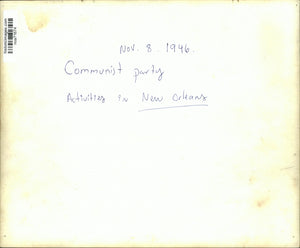 Nov. 8. 1946.
Communist party
Activities in New Orleans